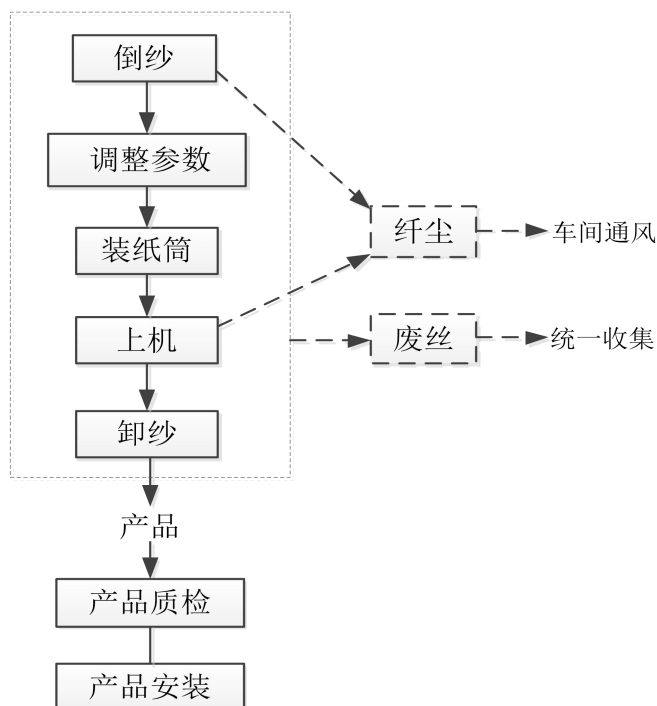 倒纱
调整参数
装纸筒
上机
卸纱
产品
产品质检
产品安装
纤尘
车间通风
废丝
统一收集